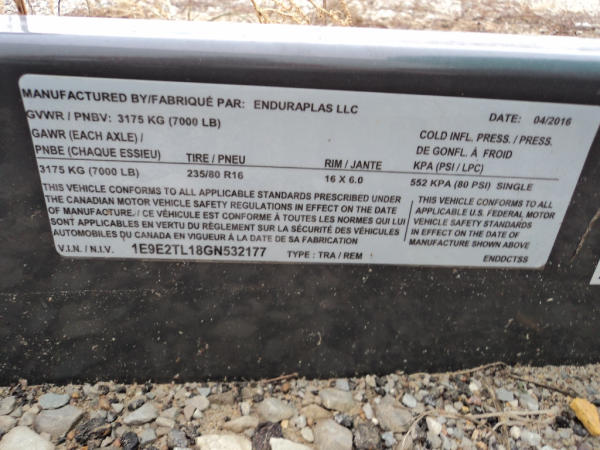 MANUFACTURED BY/FABRIQUÉ PAR: ENDURAPLAS LLC
DATE: 04/2016
GVWR / PNBV: 3175 KG (7000 LB)
GAWR (EACH AXLE) /
PNBE (CHAQUE ESSIEU)
TIRE / PNEU
RIM / JANTE
COLD INFL. PRESS. / PRESS.
DE GONFL. À FROID
KPA (PSI / LPC)
3175 KG (7000 LB)
235/80 R16
16 X 6.0
552 KPA (80 PSI) SINGLE
THIS VEHICLE CONFORMS TO ALL APPLICABLE STANDARDS PRESCRIBED UNDER
THE CANADIAN MOTOR VEHICLE SAFETY REGULATIONS IN EFFECT ON THE DATE
OF MANUFACTURE. / CE VÉHICULE EST CONFORME À TOUTES LES NORMES QUI LUI
SONT APPLICABLES EN VERTU DU RÈGLEMENT SUR LA SÉCURITÉ DES VÉHICULES
AUTOMOBILES DU CANADA EN VIGUEUR À LA DATE DE SA FABRICATION
THIS VEHICLE CONFORMS TO ALL
APPLICABLE U.S. FEDERAL MOTOR
VEHICLE SAFETY STANDARDS
IN EFFECT ON THE DATE OF
MANUFACTURE SHOWN ABOVE
V.I.N. / N.I.V. 1E9E2TL18GN532177
TYPE : TRA / REM
ENDDCTSS